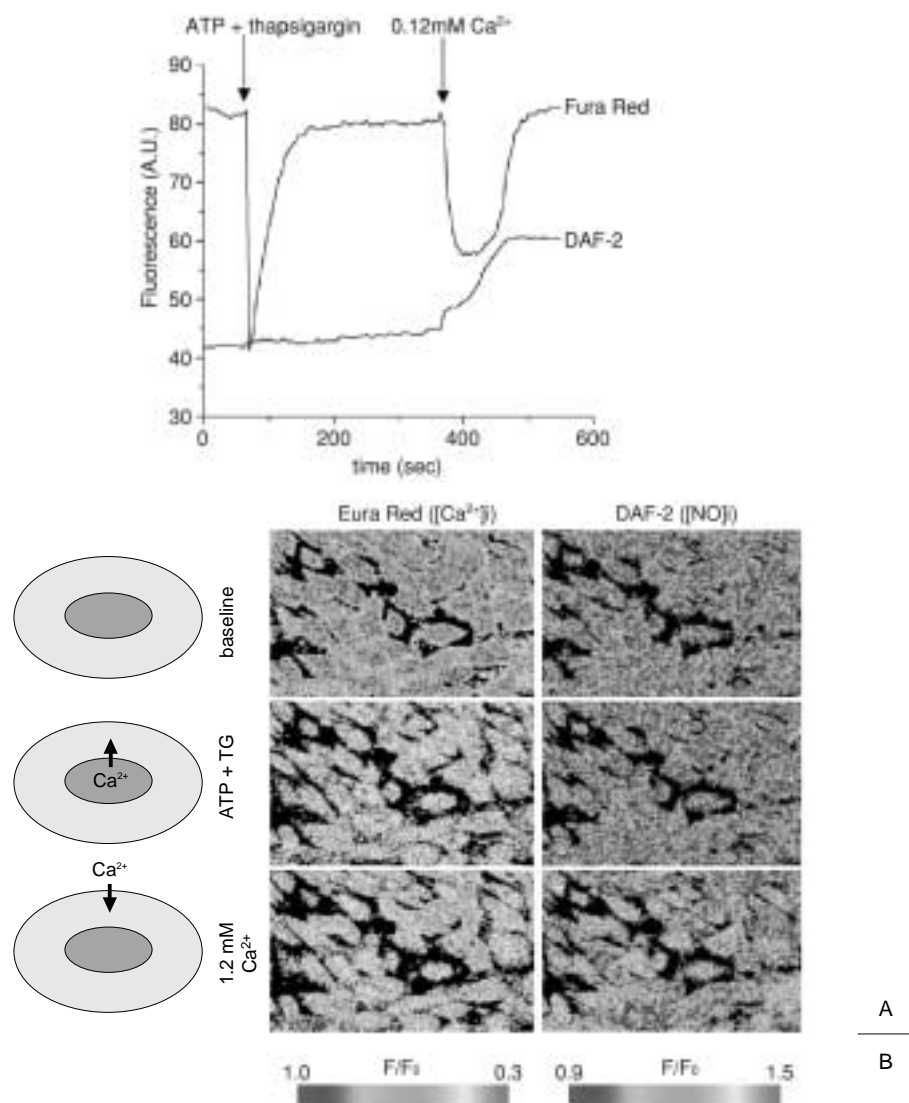 ATP + thapsigargin 0.12mM Ca²⁺
90
80
70
60
50
40
30
Fluorescence (A.U.)
Fura Red
DAF-2
0 200 400 600
time (sec)
Eura Red ([Ca²⁺]i) DAF-2 ([NO]i)
baseline
Ca²⁺
ATP + TG
Ca²⁺
1.2 mM
Ca²⁺
A
B
1.0 F/F₀ 0.3 0.9 F/F₀ 1.5